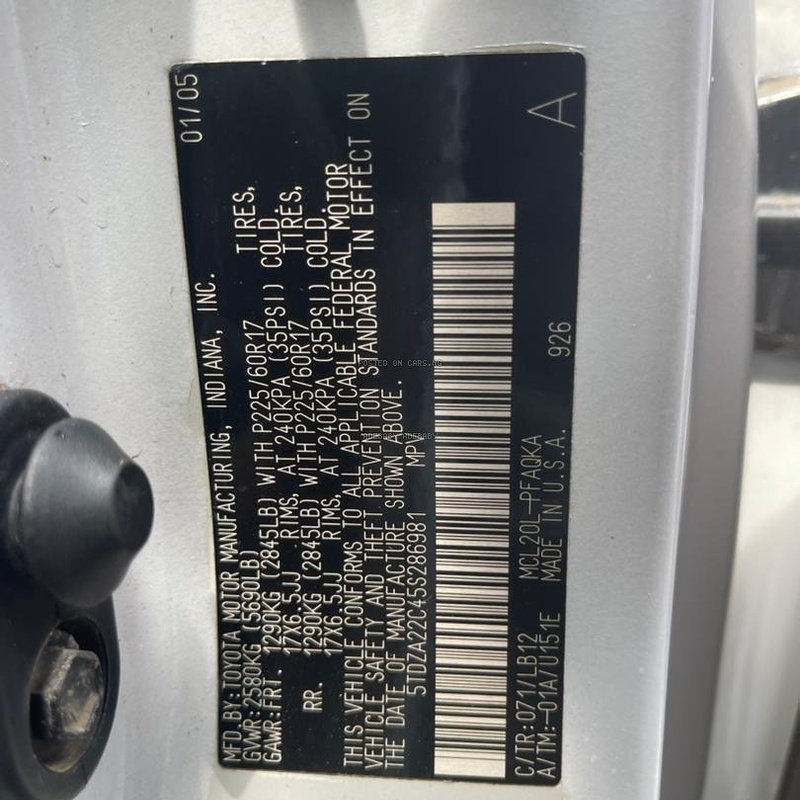 MFD. BY: TOYOTA MOTOR MANUFACTURING, INDIANA, INC. 01/05
GVWR: 2580KG (5690LB)
GAWR: FRT. 1290KG (2845LB) WITH P225/60R17 TIRES,
17X6.5JJ RIMS, AT 240KPA (35PSI) COLD.
RR. 1290KG (2845LB) WITH P225/60R17 TIRES,
17X6.5JJ RIMS, AT 240KPA (35PSI) COLD.
THIS VEHICLE CONFORMS TO ALL APPLICABLE FEDERAL MOTOR
VEHICLE SAFETY AND THEFT PREVENTION STANDARDS IN EFFECT ON
THE DATE OF MANUFACTURE SHOWN ABOVE.
5TDZA22C45S286981 MPV
C/TR: 071/LB12 MCL20L-PFAQKA 926 A
A/TM:-01A/U151E MADE IN U.S.A.
POSTED ON CARS.